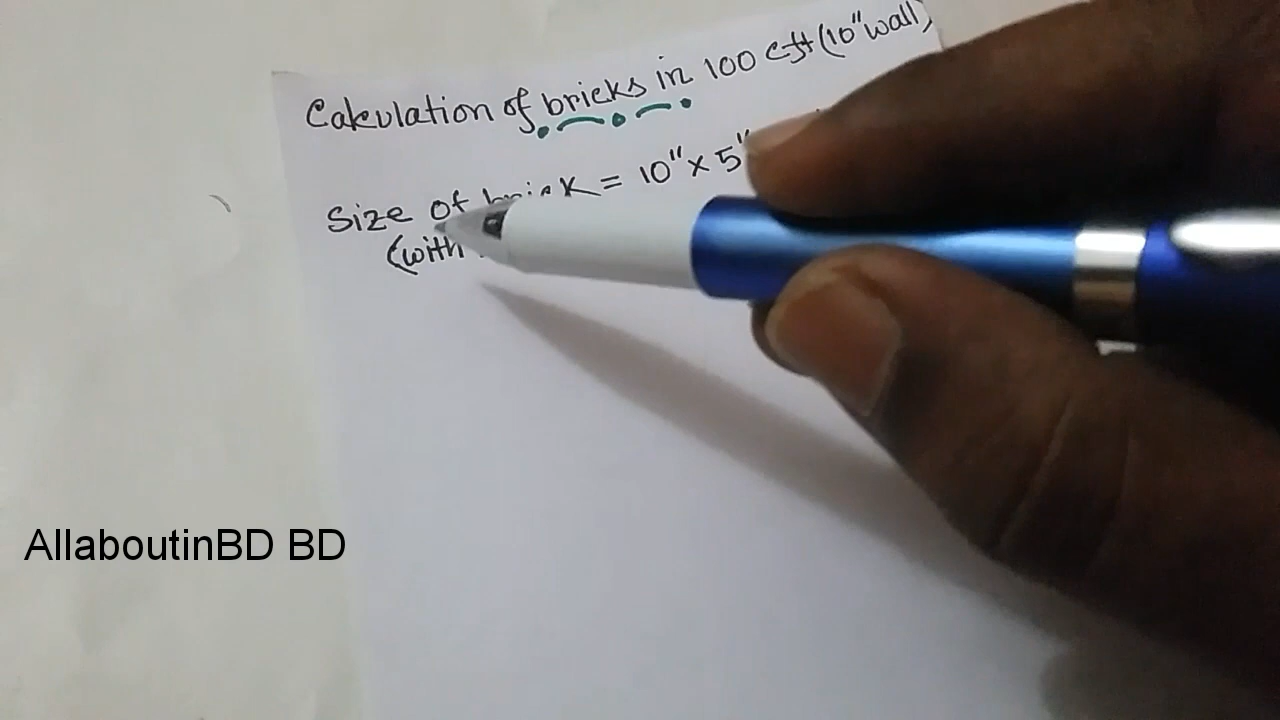 Calculation of bricks in 100 cft (10" wall)
Size of brick = 10" x 5"
(with
AllaboutinBD BD